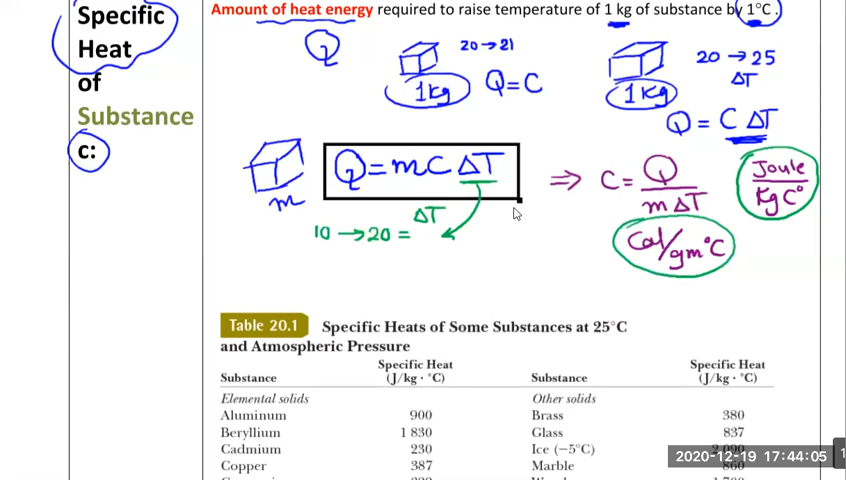 Specific
Heat
of
Substance
c:
Amount of heat energy required to raise temperature of 1 kg of substance by 1°C .
Q
1kg
20 → 21
Q = C
1kg
20 → 25
ΔT
Q = C ΔT
m
Q = mC ΔT
10 → 20 = ΔT
⇒ C = Q / m ΔT
Joule / kg C°
Cal/gm°C
Table 20.1 Specific Heats of Some Substances at 25°C
and Atmospheric Pressure
Specific Heat Specific Heat
Substance (J/kg · °C) Substance (J/kg · °C)
Elemental solids Other solids
Aluminum 900 Brass 380
Beryllium 1 830 Glass 837
Cadmium 230 Ice (−5°C)
Copper 387 Marble 860
2020-12-19 17:44:05